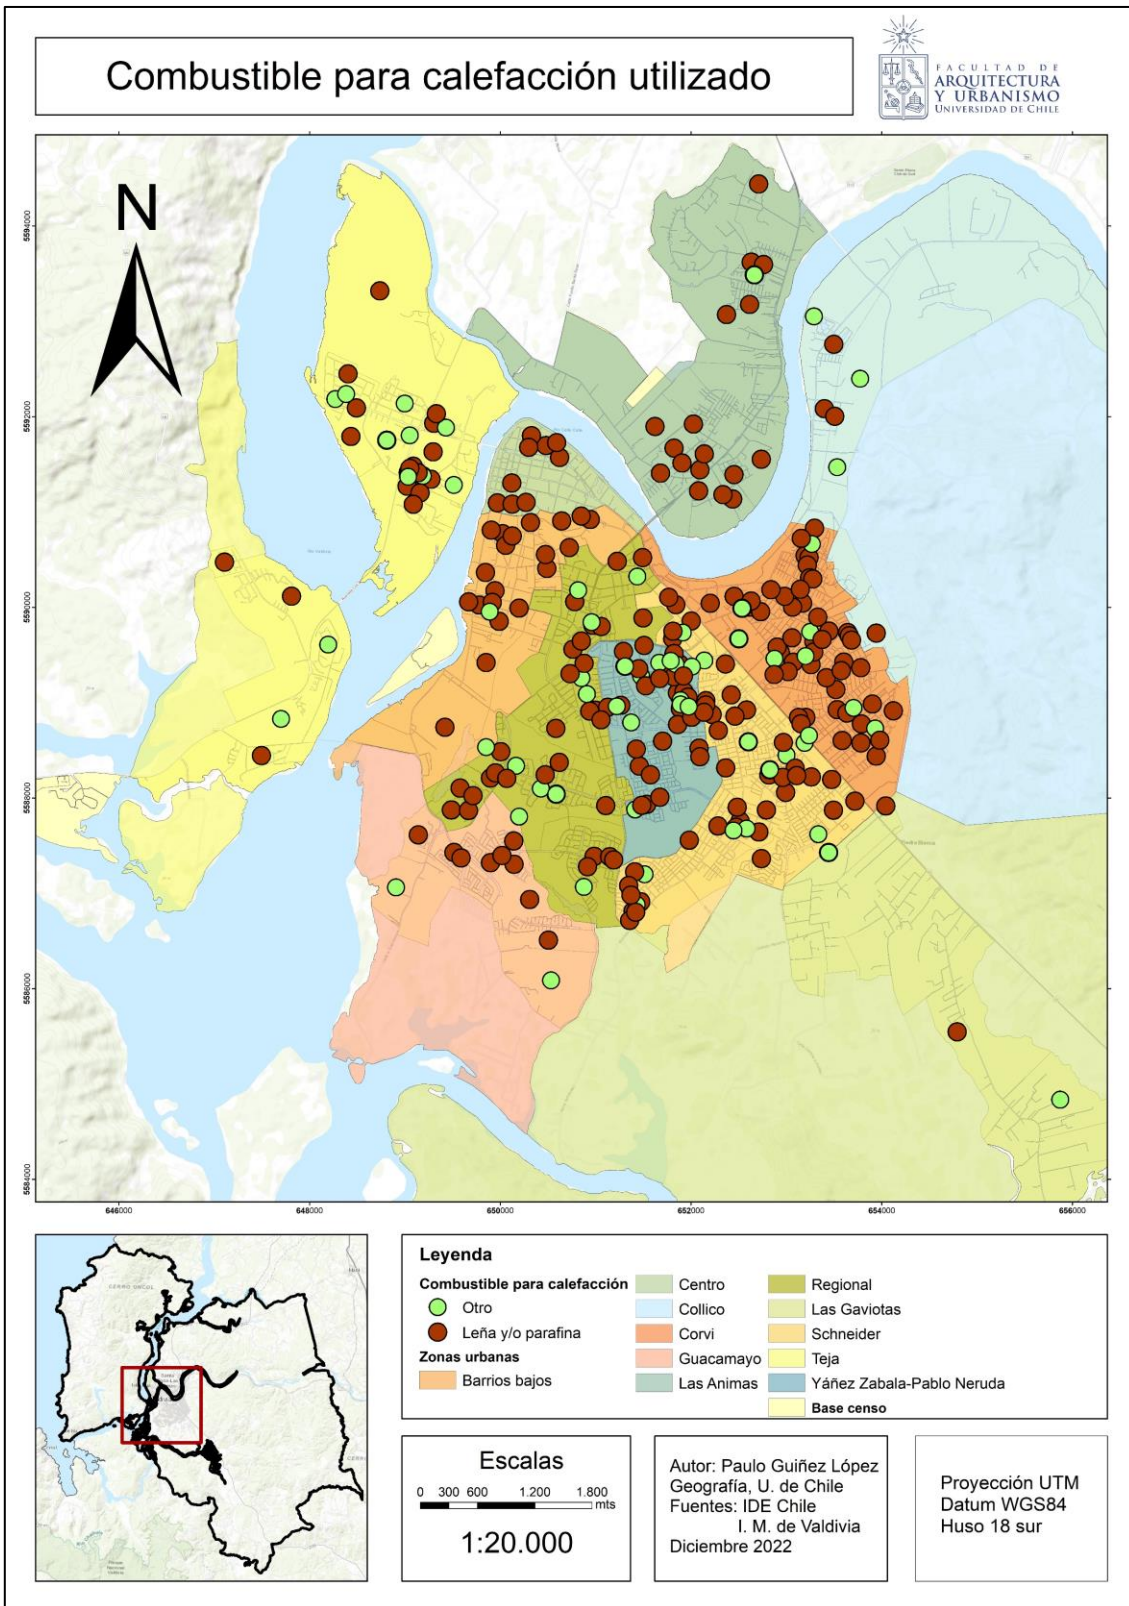 Combustible para calefacción utilizado
FACULTAD DE
ARQUITECTURA
Y URBANISMO
UNIVERSIDAD DE CHILE
N
5594000
5592000
5590000
5588000
5586000
5584000
646000
648000
650000
652000
654000
656000
Leyenda
Combustible para calefacción
Otro
Leña y/o parafina
Zonas urbanas
Barrios bajos
Centro
Collico
Corvi
Guacamayo
Las Animas
Regional
Las Gaviotas
Schneider
Teja
Yáñez Zabala-Pablo Neruda
Base censo
Escalas
0 300 600 1.200 1.800
mts
1:20.000
Autor: Paulo Guiñez López
Geografía, U. de Chile
Fuentes: IDE Chile
I. M. de Valdivia
Diciembre 2022
Proyección UTM
Datum WGS84
Huso 18 sur